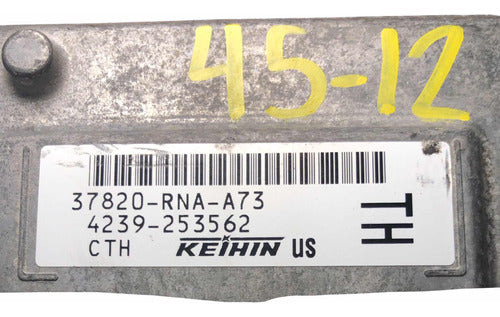 45-12
37820-RNA-A73
4239-253562
CTH KEIHIN US
TH